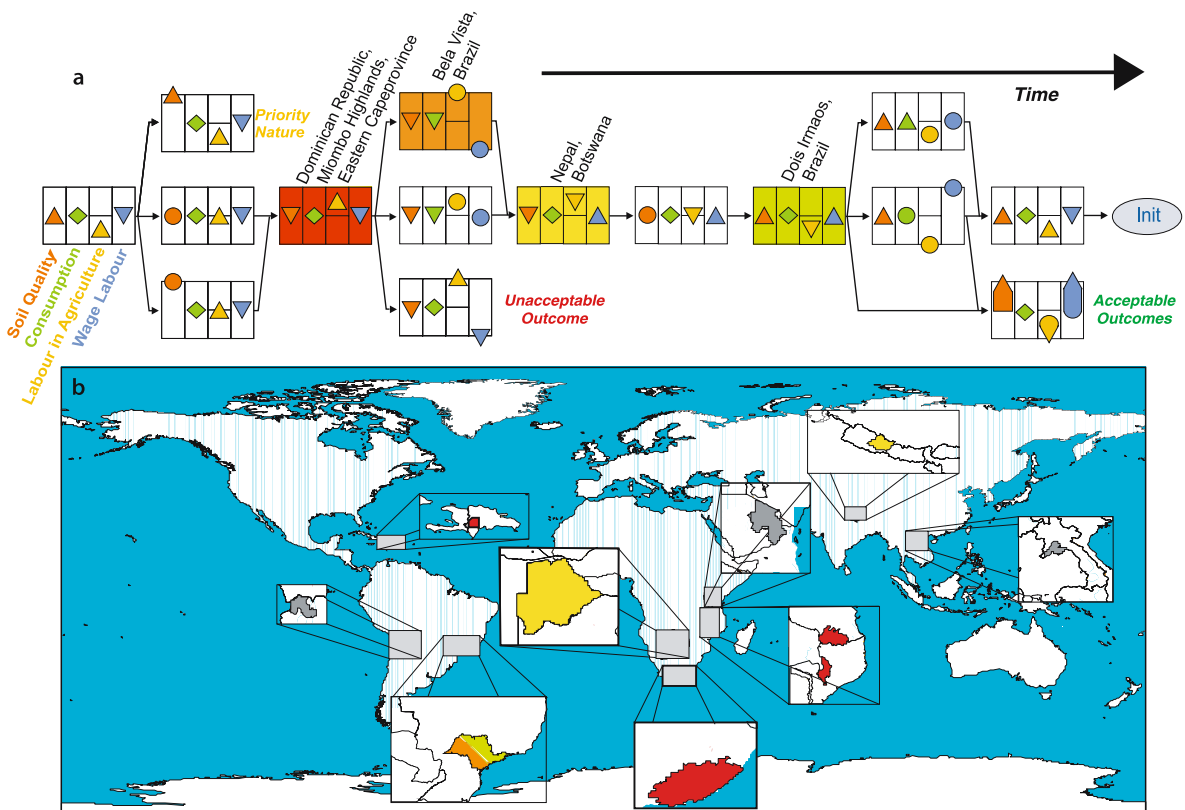 a
Priority
Nature
Dominican Republic,
Miombo Highlands,
Eastern Capeprovince
Bela Vista,
Brazil
Time
Nepal,
Botswana
Dois Irmaos,
Brazil
Init
Soil Quality
Consumption
Labour in Agriculture
Wage Labour
Unacceptable
Outcome
Acceptable
Outcomes
b